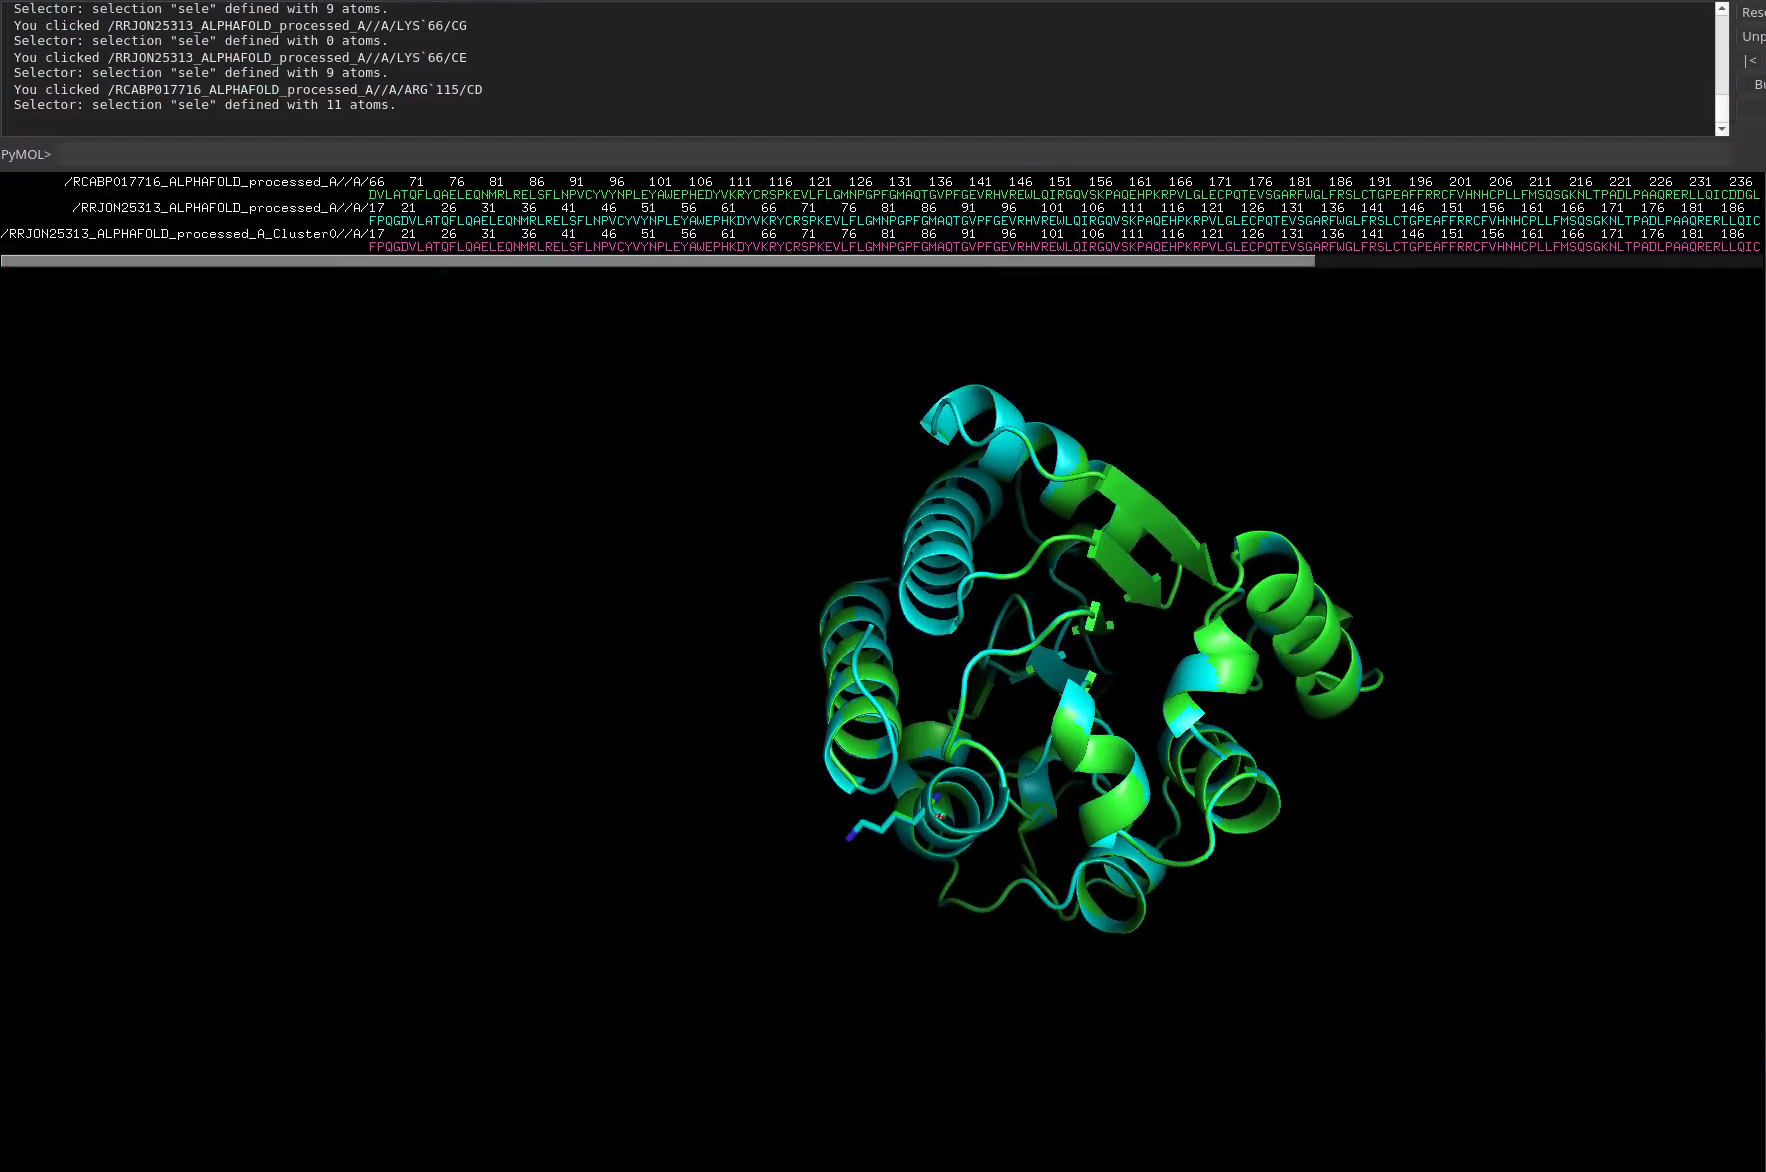 Selector: selection "sele" defined with 9 atoms.
You clicked /RRJON25313_ALPHAFOLD_processed_A//A/LYS`66/CG
Selector: selection "sele" defined with 0 atoms.
You clicked /RRJON25313_ALPHAFOLD_processed_A//A/LYS`66/CE
Selector: selection "sele" defined with 9 atoms.
You clicked /RCABP017716_ALPHAFOLD_processed_A//A/ARG`115/CD
Selector: selection "sele" defined with 11 atoms.
Rese
Unp
|<
Bu
PyMOL>
/RCABP017716_ALPHAFOLD_processed_A//A/66 71 76 81 86 91 96 101 106 111 116 121 126 131 136 141 146 151 156 161 166 171 176 181 186 191 196 201 206 211 216 221 226 231 236
DVLATQFLQAELEQNMRLRELSFLNPVCYVYNPLEYAWEPHEDYVKRYCRSPKEVLFLGMNPGPFGMAQTGVPFGEVRHVREWLQIRGQVSKPAQEHPKRPVLGLECPQTEVSGARFWGLFRSLCTGPEAFFRRCFVHNHCPLLFMSQSGKNLTPADLPAAQRERLLQICDDGL
/RRJON25313_ALPHAFOLD_processed_A//A/17 21 26 31 36 41 46 51 56 61 66 71 76 81 86 91 96 101 106 111 116 121 126 131 136 141 146 151 156 161 166 171 176 181 186
FPQGDVLATQFLQAELEQNMRLRELSFLNPVCYVYNPLEYAWEPHKDYVKRYCRSPKEVLFLGMNPGPFGMAQTGVPFGEVRHVREWLQIRGQVSKPAQEHPKRPVLGLECPQTEVSGARFWGLFRSLCTGPEAFFRRCFVHNHCPLLFMSQSGKNLTPADLPAAQRERLLQIC
/RRJON25313_ALPHAFOLD_processed_A_Cluster0//A/17 21 26 31 36 41 46 51 56 61 66 71 76 81 86 91 96 101 106 111 116 121 126 131 136 141 146 151 156 161 166 171 176 181 186
FPQGDVLATQFLQAELEQNMRLRELSFLNPVCYVYNPLEYAWEPHKDYVKRYCRSPKEVLFLGMNPGPFGMAQTGVPFGEVRHVREWLQIRGQVSKPAQEHPKRPVLGLECPQTEVSGARFWGLFRSLCTGPEAFFRRCFVHNHCPLLFMSQSGKNLTPADLPAAQRERLLQIC